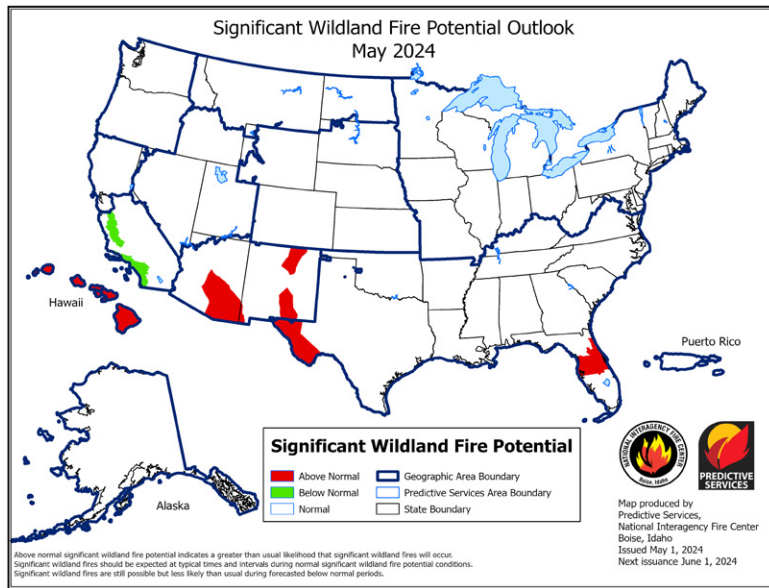 Significant Wildland Fire Potential Outlook
May 2024
Hawaii
Puerto Rico
Alaska
Significant Wildland Fire Potential
Above Normal
Below Normal
Normal
Geographic Area Boundary
Predictive Services Area Boundary
State Boundary
NATIONAL INTERAGENCY FIRE CENTER
Boise, Idaho
PREDICTIVE
SERVICES
Map produced by
Predictive Services,
National Interagency Fire Center
Boise, Idaho
Issued May 1, 2024
Next issuance June 1, 2024
Above normal significant wildland fire potential indicates a greater than usual likelihood that significant wildland fires will occur.
Significant wildland fires should be expected at typical times and intervals during normal significant wildland fire potential conditions.
Significant wildland fires are still possible but less likely than usual during forecasted below normal periods.